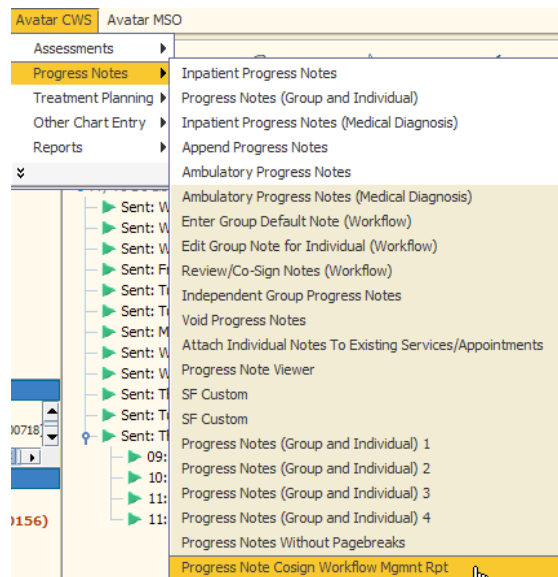 Avatar CWS Avatar MSO
Assessments
Progress Notes
Treatment Planning
Other Chart Entry
Reports
Inpatient Progress Notes
Progress Notes (Group and Individual)
Inpatient Progress Notes (Medical Diagnosis)
Append Progress Notes
Ambulatory Progress Notes
Ambulatory Progress Notes (Medical Diagnosis)
Enter Group Default Note (Workflow)
Edit Group Note for Individual (Workflow)
Review/Co-Sign Notes (Workflow)
Independent Group Progress Notes
Void Progress Notes
Attach Individual Notes To Existing Services/Appointments
Progress Note Viewer
SF Custom
SF Custom
Progress Notes (Group and Individual) 1
Progress Notes (Group and Individual) 2
Progress Notes (Group and Individual) 3
Progress Notes (Group and Individual) 4
Progress Notes Without Pagebreaks
Progress Note Cosign Workflow Mgmnt Rpt
Sent: W
Sent: W
Sent: W
Sent: F
Sent: T
Sent: T
Sent: M
Sent: W
Sent: W
Sent: T
Sent: T
Sent: T
09:
10:
11:
11:
00718)
0156)